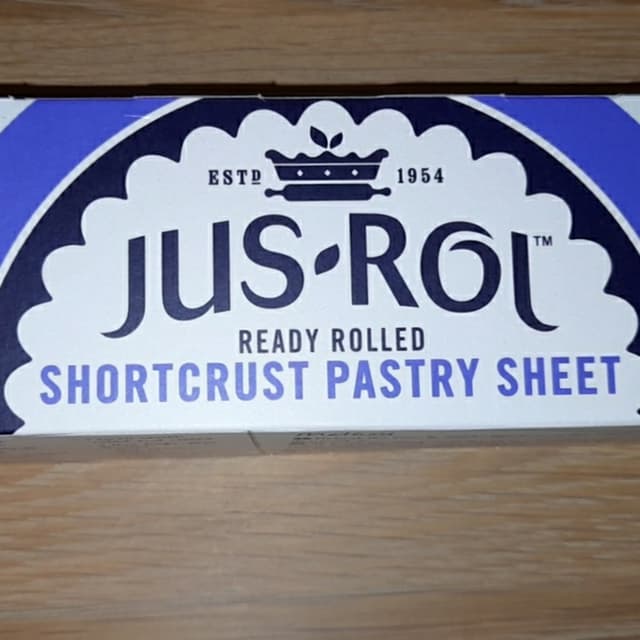 ESTD 1954
JUS-ROL™
READY ROLLED
SHORTCRUST PASTRY SHEET